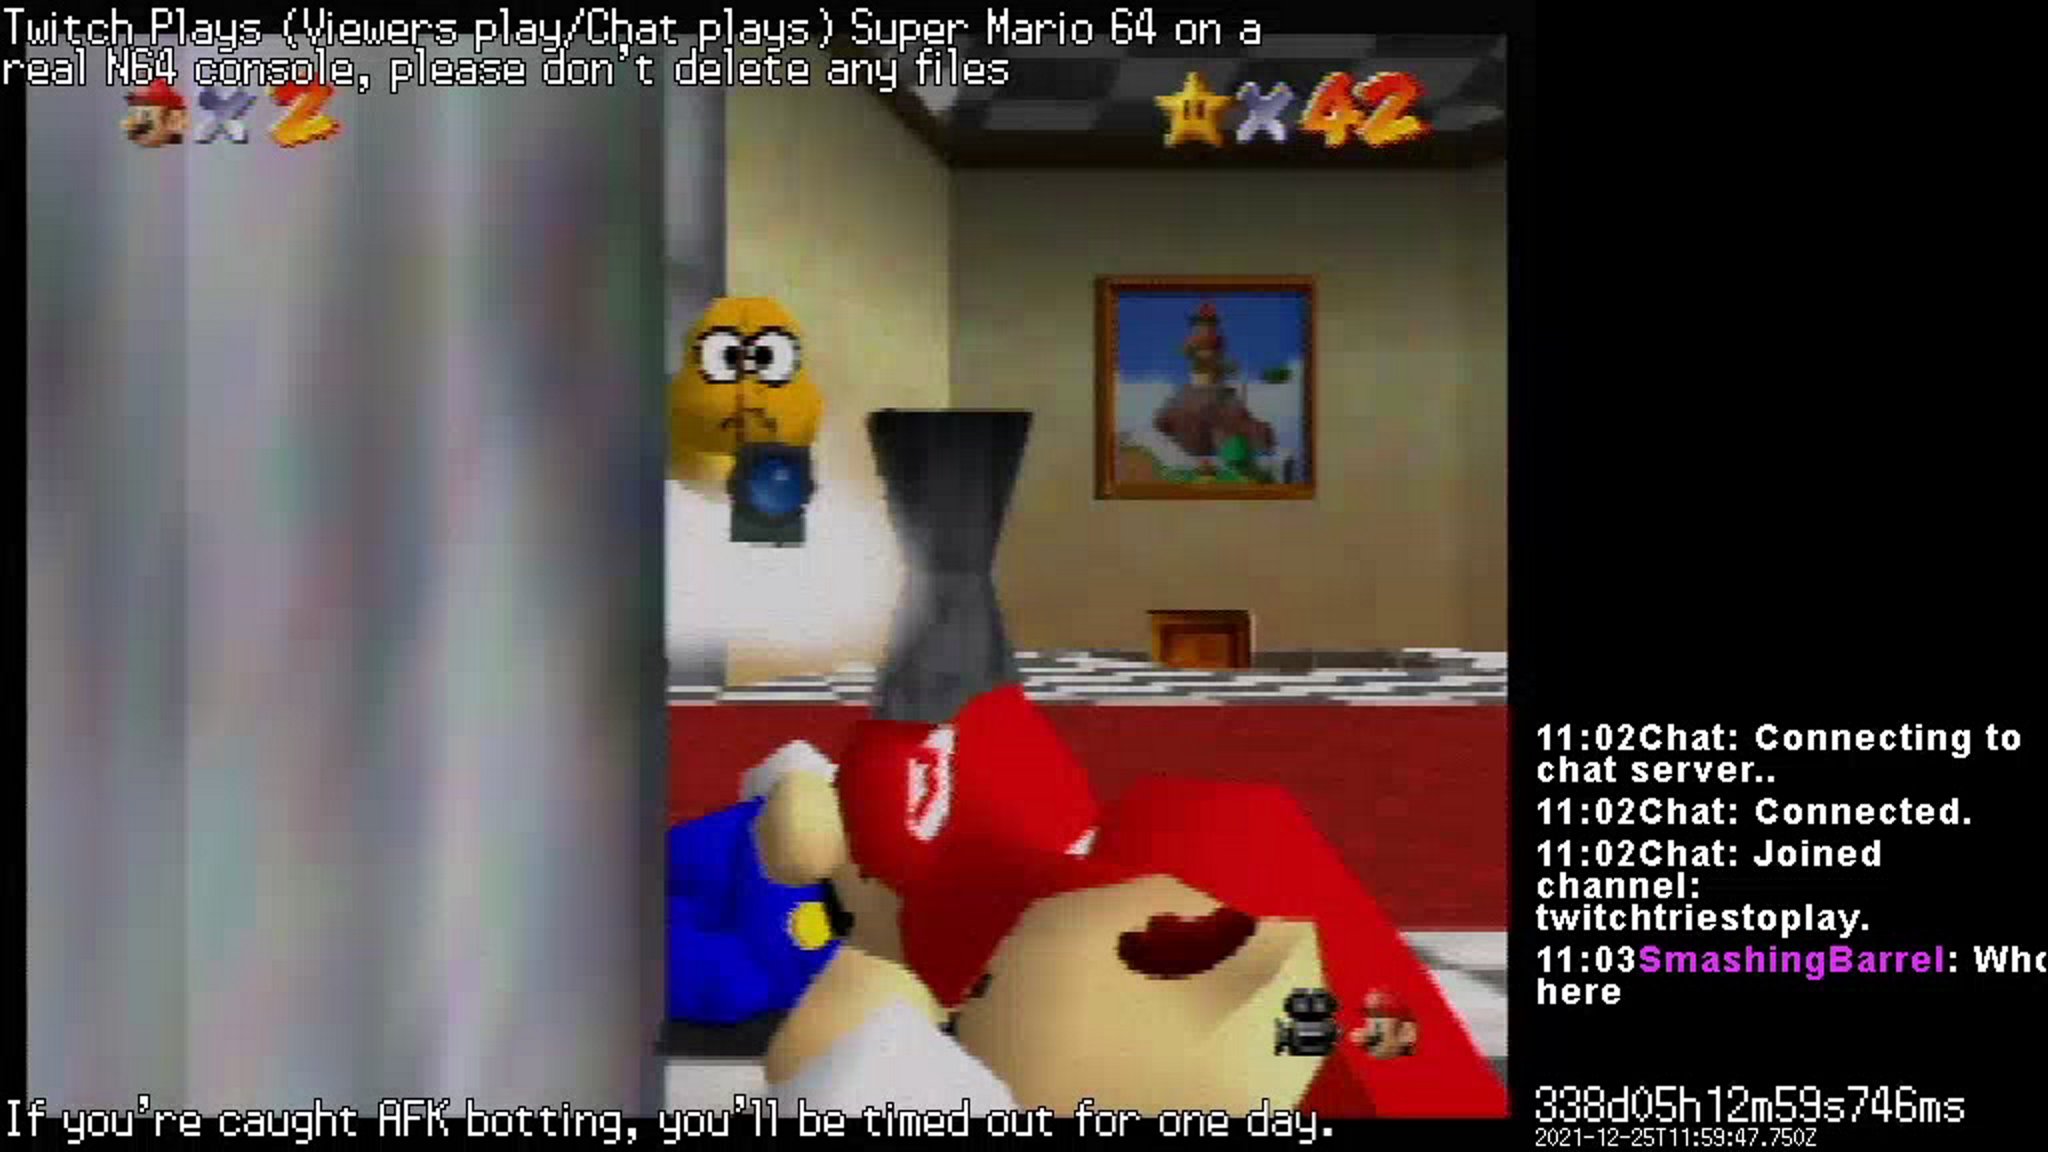 Twitch Plays (Viewers play/Chat plays) Super Mario 64 on a
real N64 console, please don't delete any files
x 2
x 42
M
11:02Chat: Connecting to
chat server..
11:02Chat: Connected.
11:02Chat: Joined
channel:
twitchtriestoplay.
11:03SmashingBarrel: Who
here
338d05h12m59s746ms
2021-12-25T11:59:47.750Z
If you're caught AFK botting, you'll be timed out for one day.